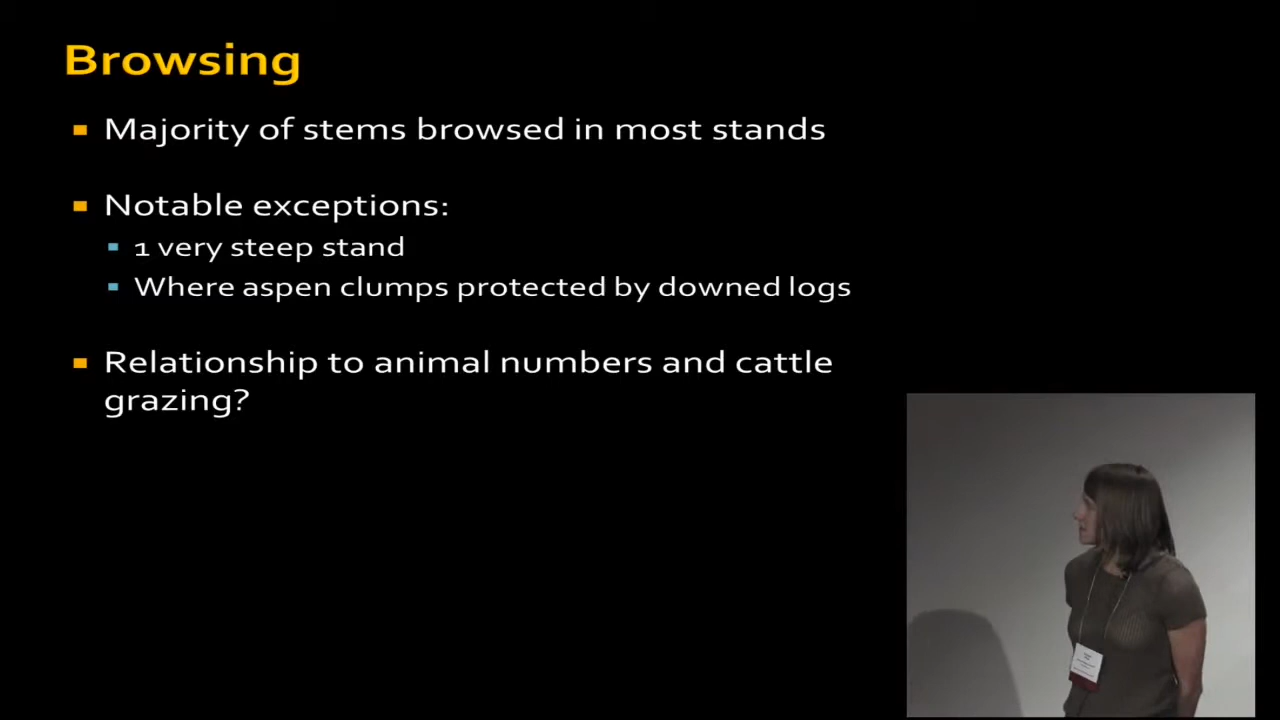 Browsing
Majority of stems browsed in most stands
Notable exceptions:
1 very steep stand
Where aspen clumps protected by downed logs
Relationship to animal numbers and cattle
grazing?